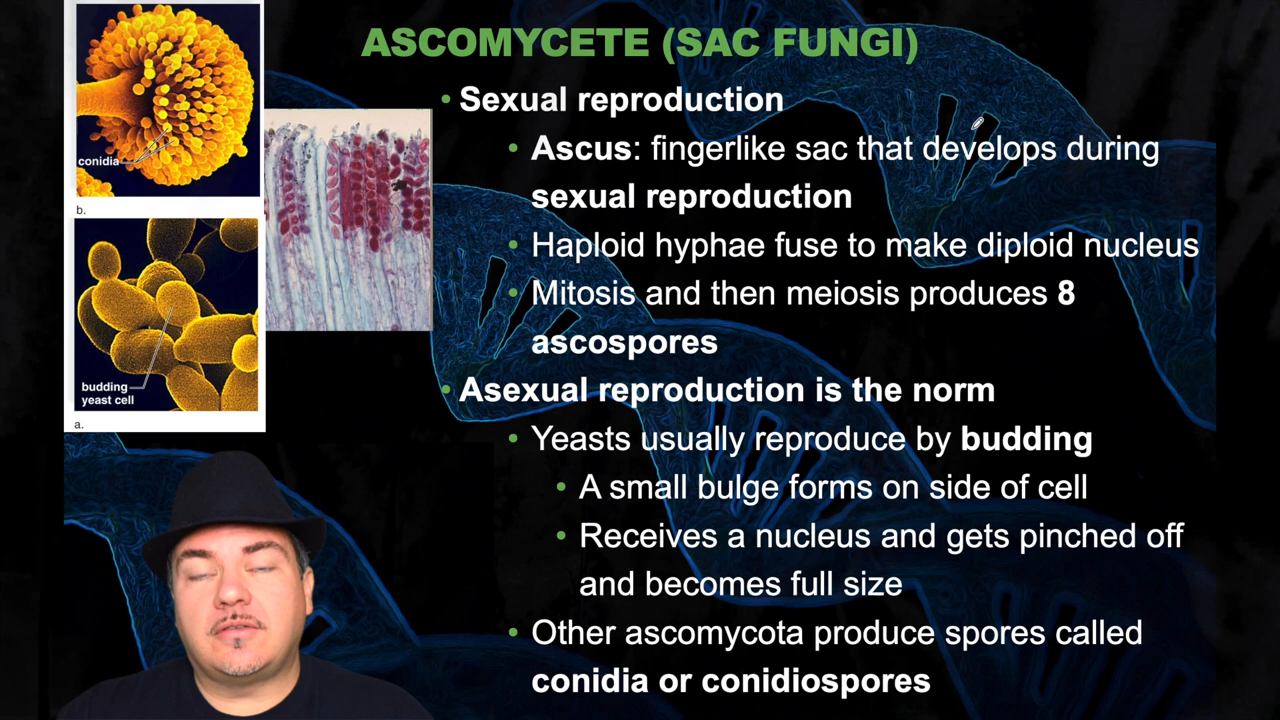 ASCOMYCETE (SAC FUNGI)
• Sexual reproduction
• Ascus: fingerlike sac that develops during
sexual reproduction
• Haploid hyphae fuse to make diploid nucleus
• Mitosis and then meiosis produces 8
ascospores
• Asexual reproduction is the norm
• Yeasts usually reproduce by budding
• A small bulge forms on side of cell
• Receives a nucleus and gets pinched off
and becomes full size
• Other ascomycota produce spores called
conidia or conidiospores
conidia
b.
budding
yeast cell
a.